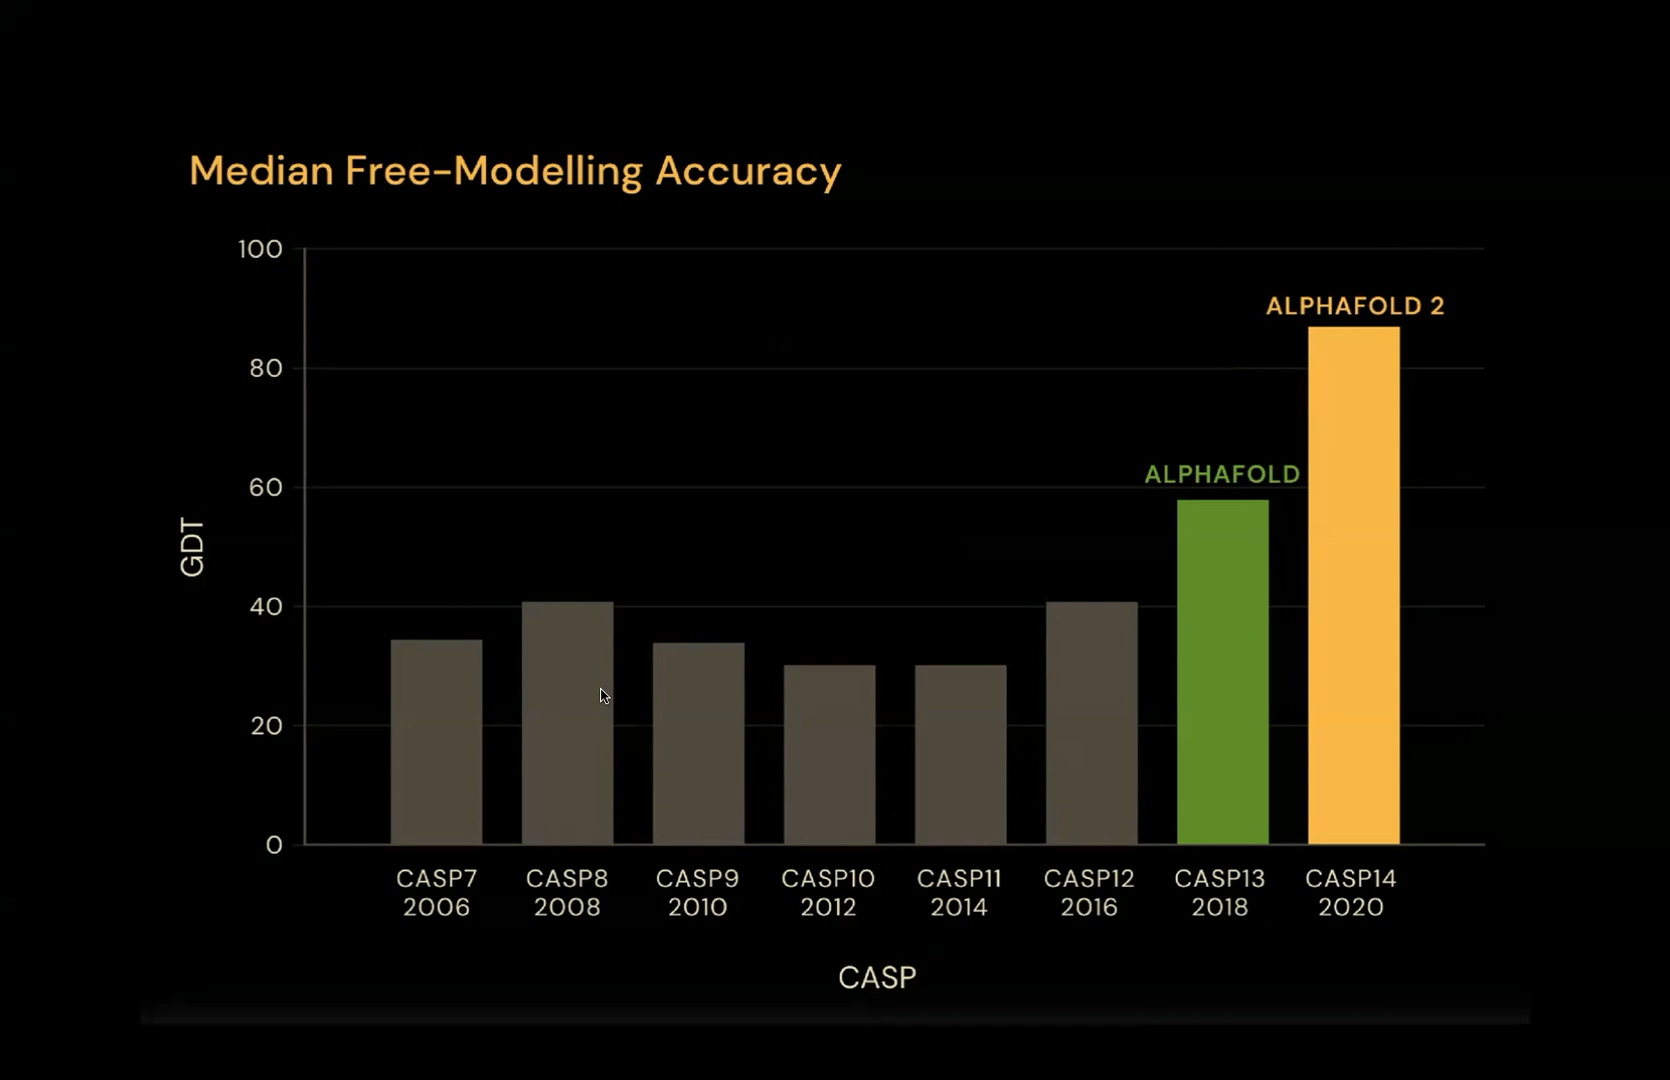 Median Free-Modelling Accuracy
100
ALPHAFOLD 2
80
ALPHAFOLD
60
GDT
40
20
0
CASP7 CASP8 CASP9 CASP10 CASP11 CASP12 CASP13 CASP14
2006 2008 2010 2012 2014 2016 2018 2020
CASP